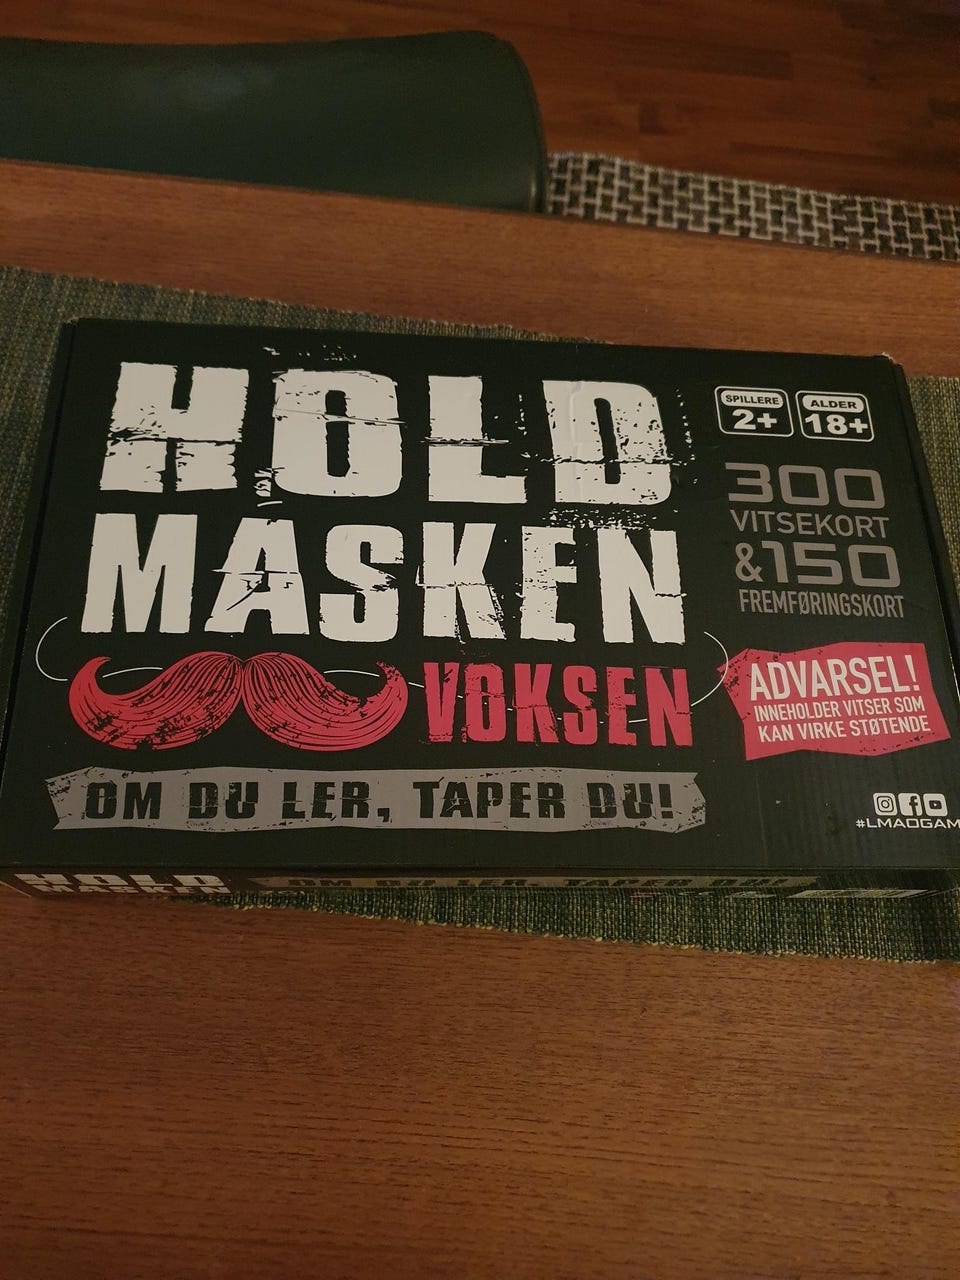 HOLD
MASKEN
VOKSEN
OM DU LER, TAPER DU!
SPILLERE
2+
ALDER
18+
300
VITSEKORT
&150
FREMFØRINGSKORT
ADVARSEL!
INNEHOLDER VITSER SOM
KAN VIRKE STØTENDE
#LMAOGAM
HOLD
MASKEN
OM DU LER, TAPER DU!